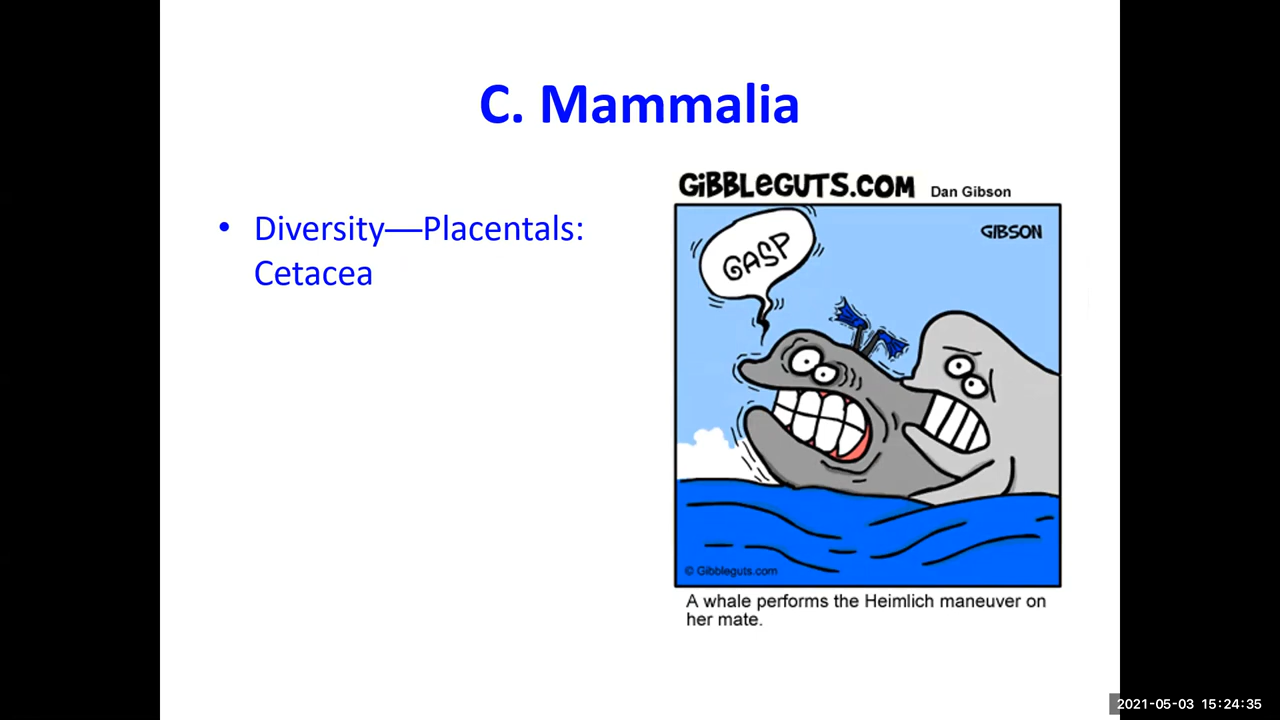 C. Mammalia
• Diversity—Placentals:
Cetacea
GiBBLeGUTS.COM Dan Gibson
GIBSON
GASP
© Gibbleguts.com
A whale performs the Heimlich maneuver on
her mate.
2021-05-03 15:24:35